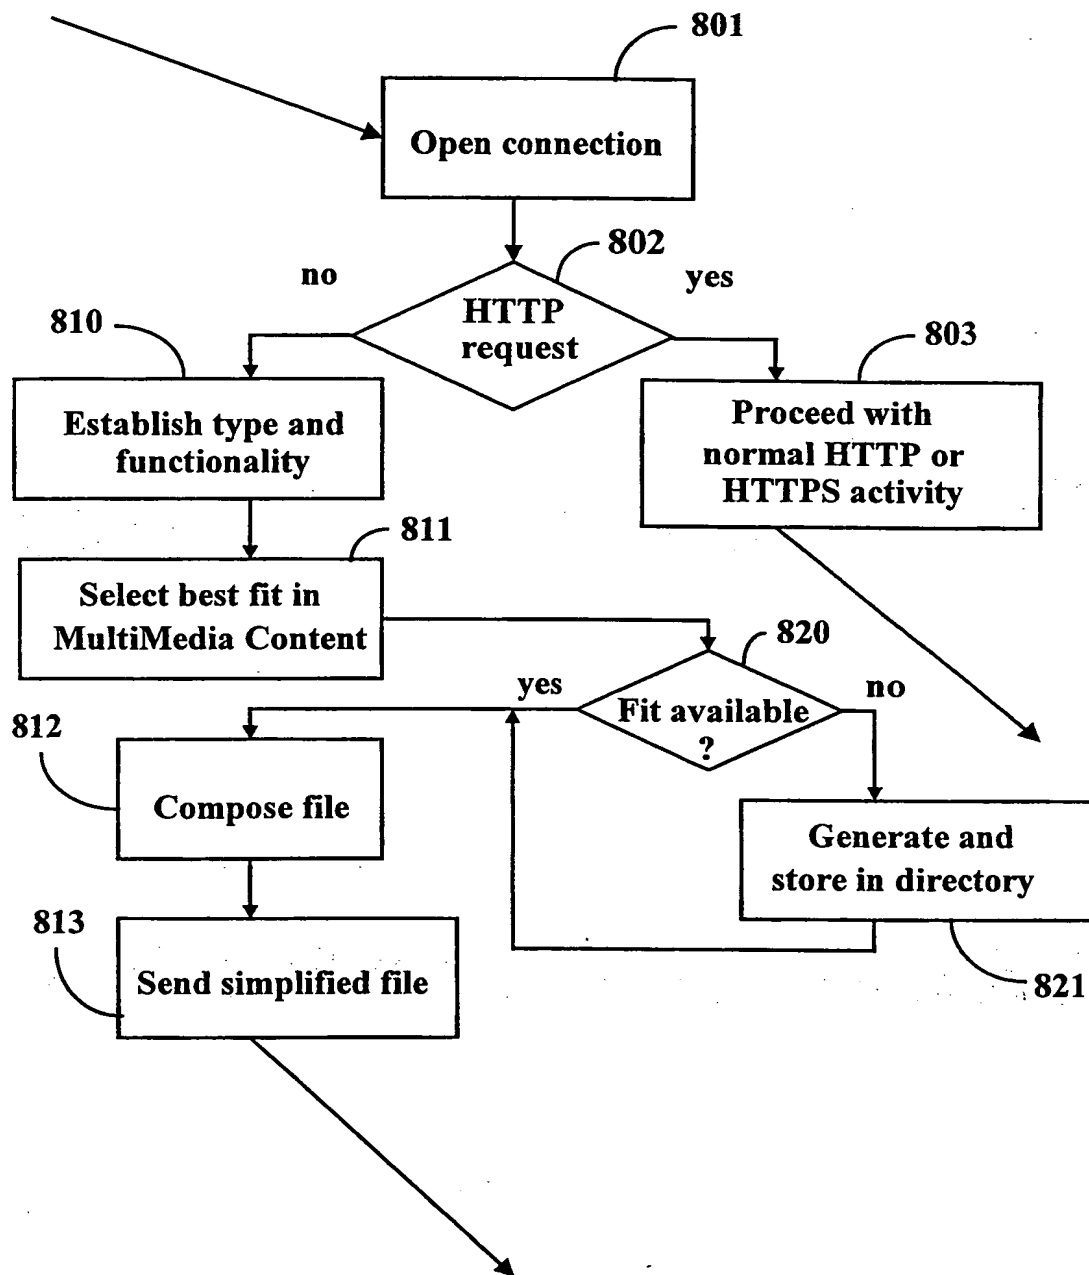 801
Open connection
802
no
yes
HTTP
request
810
803
Establish type and
functionality
Proceed with
normal HTTP or
HTTPS activity
811
Select best fit in
MultiMedia Content
820
yes
no
Fit available
?
812
Compose file
Generate and
store in directory
813
Send simplified file
821